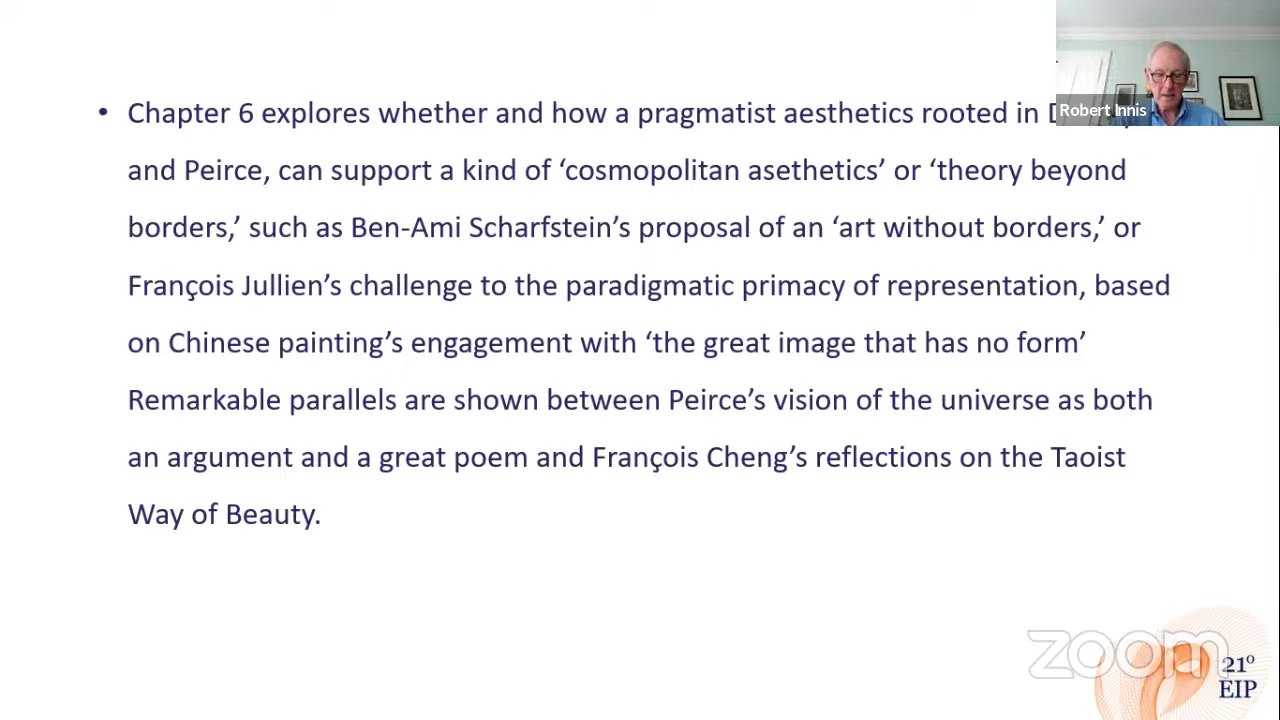 • Chapter 6 explores whether and how a pragmatist aesthetics rooted in
and Peirce, can support a kind of ‘cosmopolitan asethetics’ or ‘theory beyond
borders,’ such as Ben-Ami Scharfstein’s proposal of an ‘art without borders,’ or
François Jullien’s challenge to the paradigmatic primacy of representation, based
on Chinese painting’s engagement with ‘the great image that has no form’
Remarkable parallels are shown between Peirce’s vision of the universe as both
an argument and a great poem and François Cheng’s reflections on the Taoist
Way of Beauty.
Robert Innis
zoom
21º
EIP